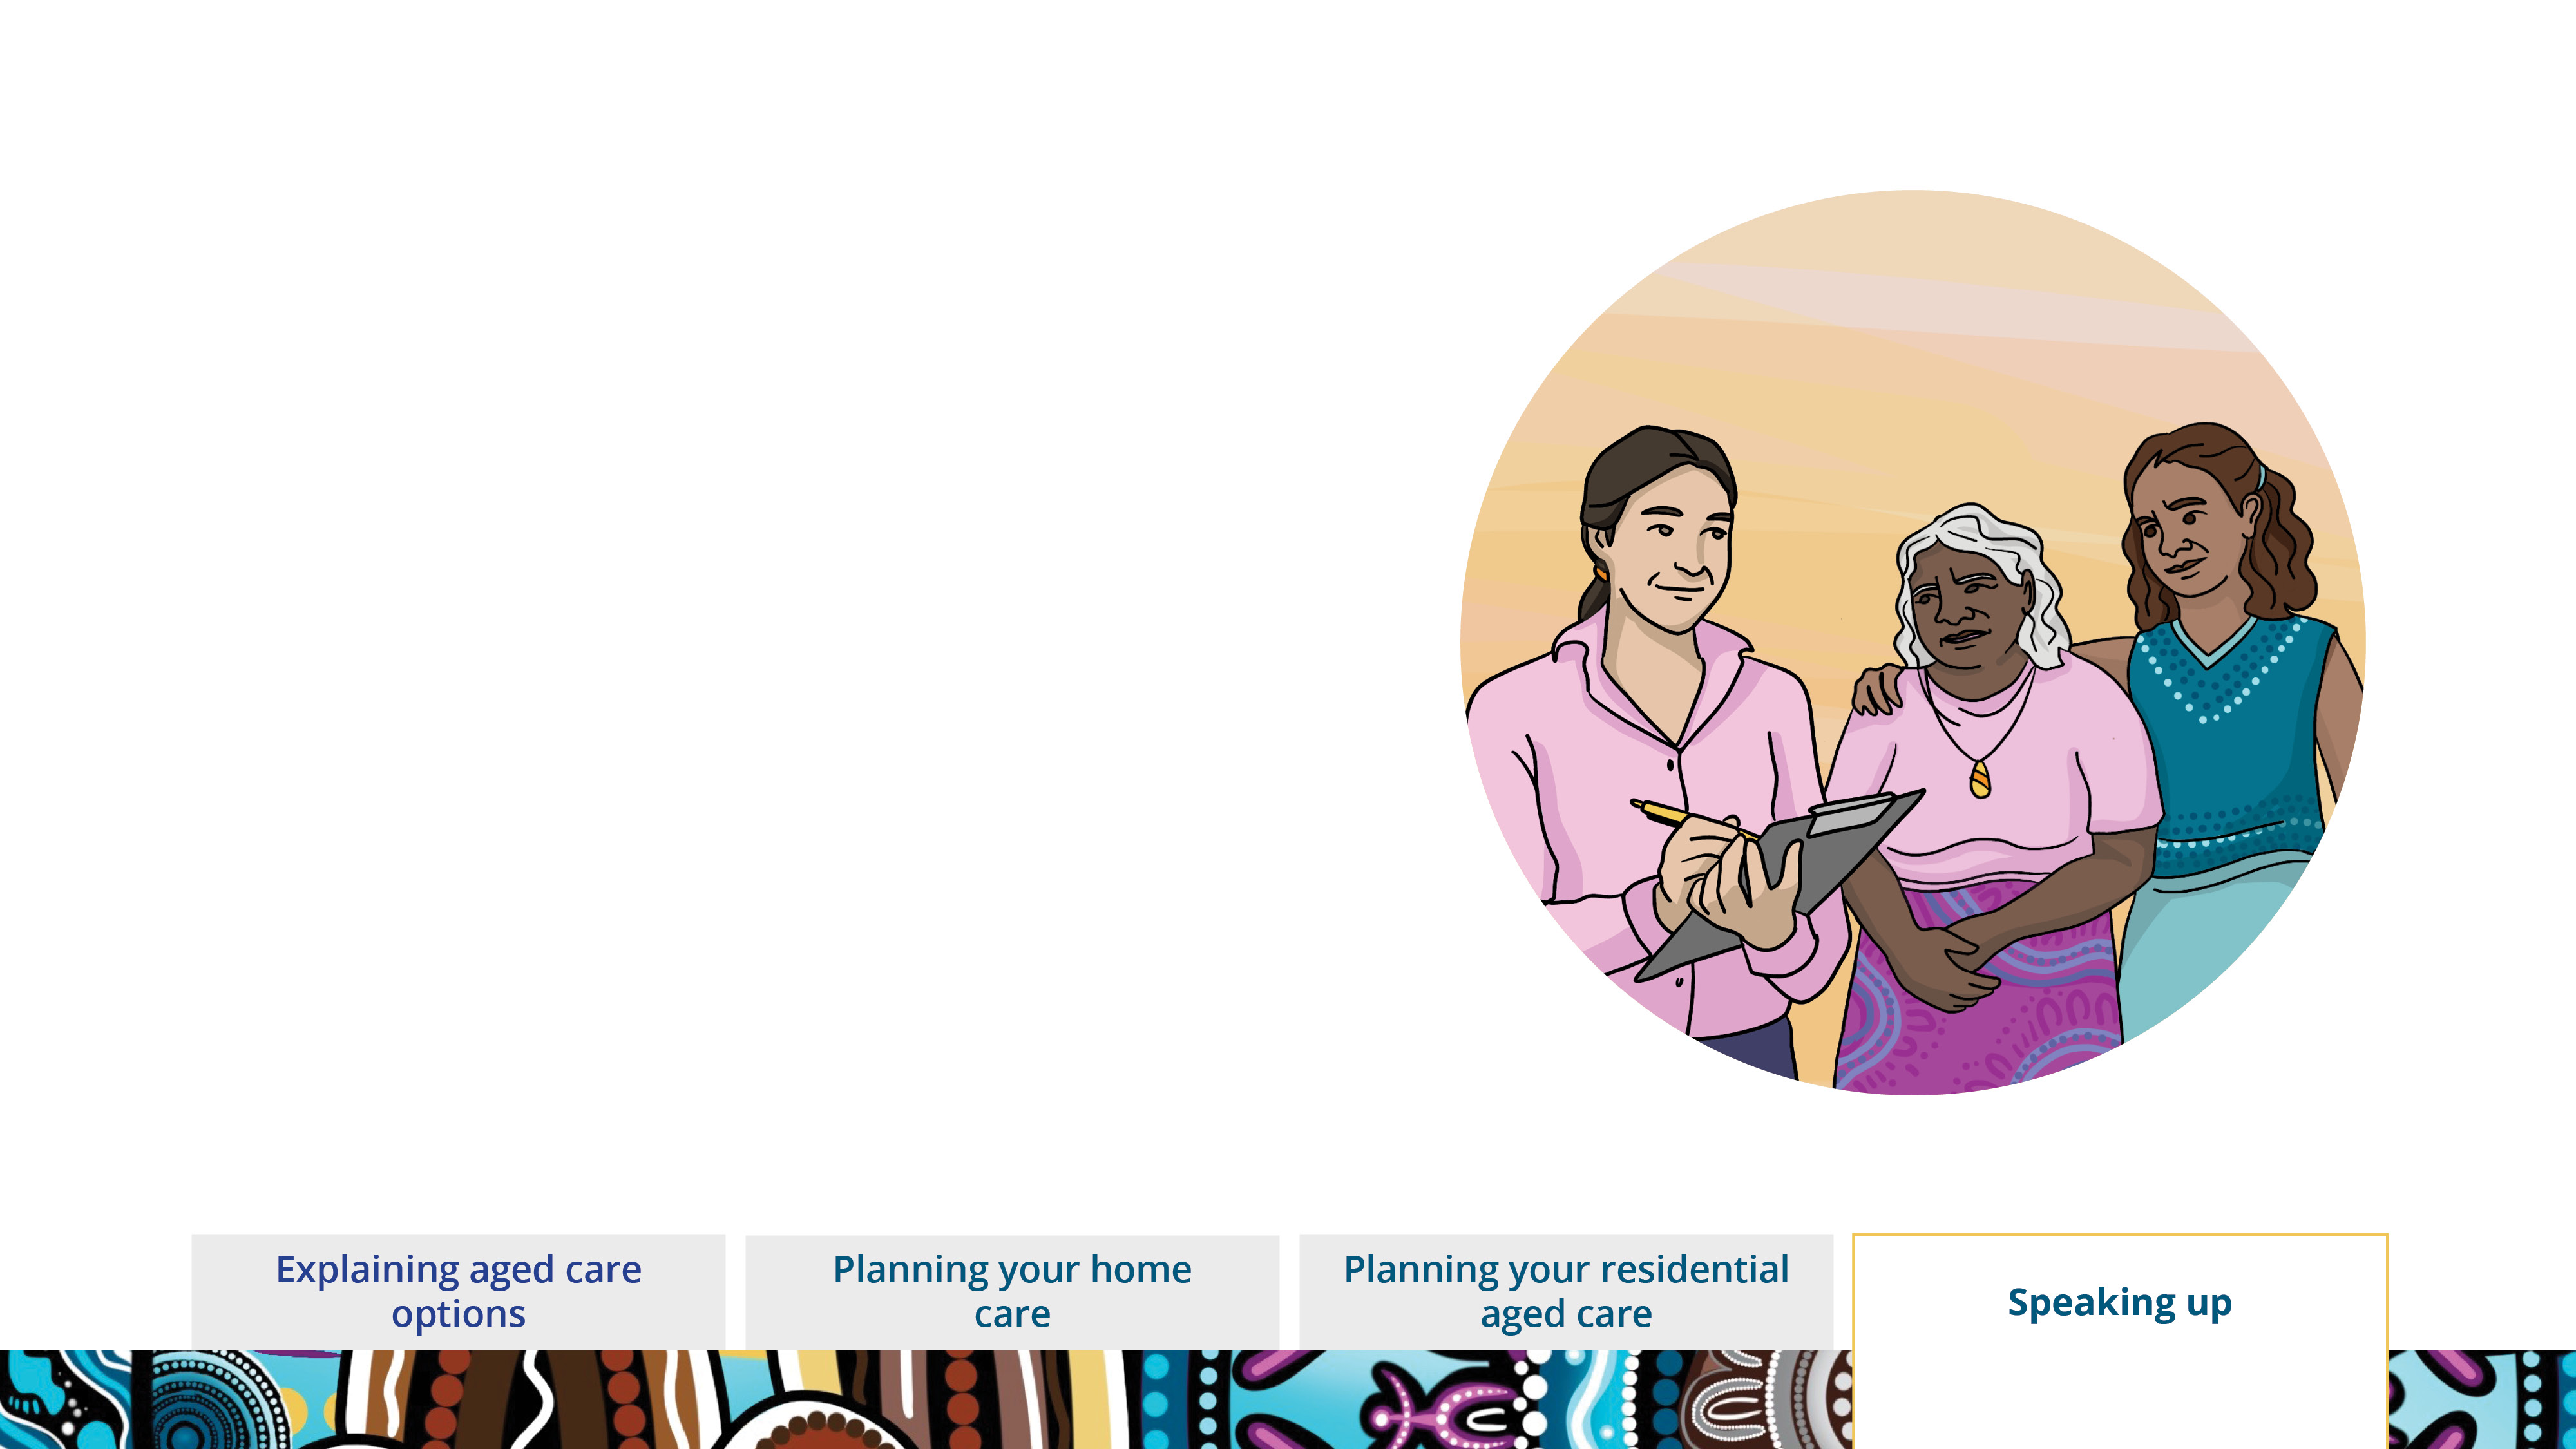 Explaining aged care
options
Planning your home
care
Planning your residential
aged care
Speaking up